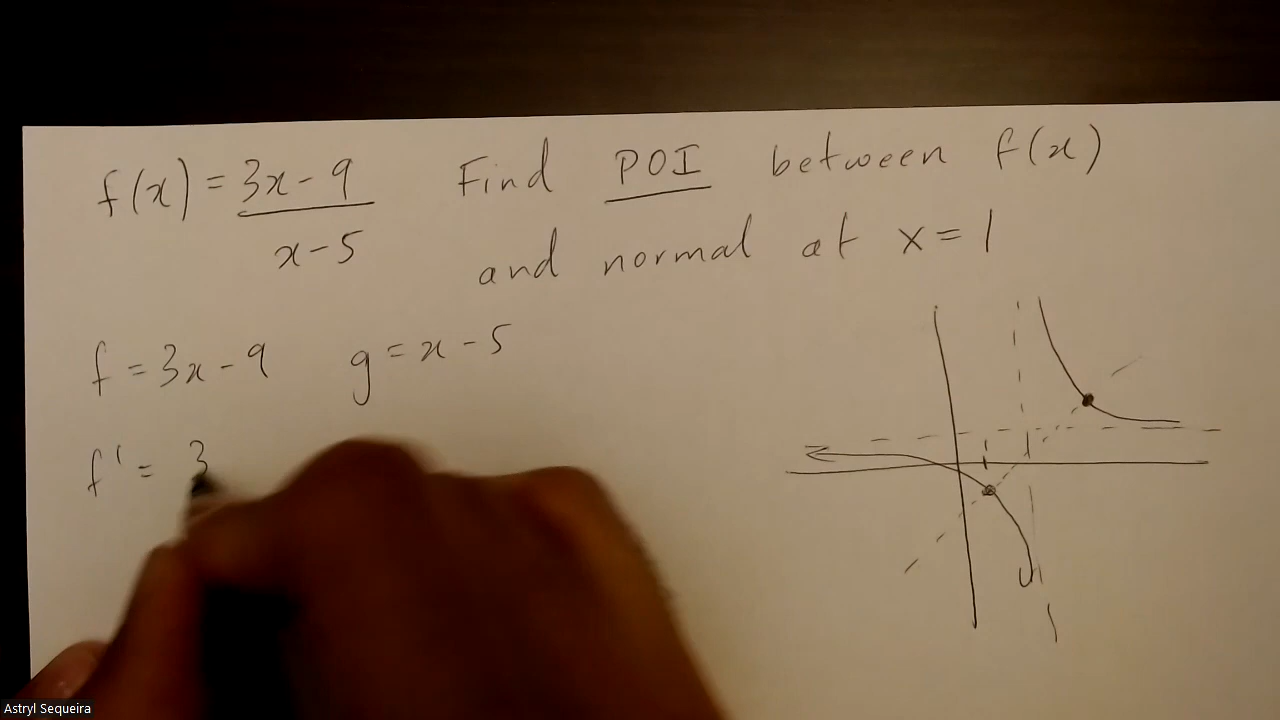 f(x) = 3x - 9 / x - 5 Find POI between f(x)
and normal at x = 1
f = 3x - 9 g = x - 5
f' = 3
Astryl Sequeira